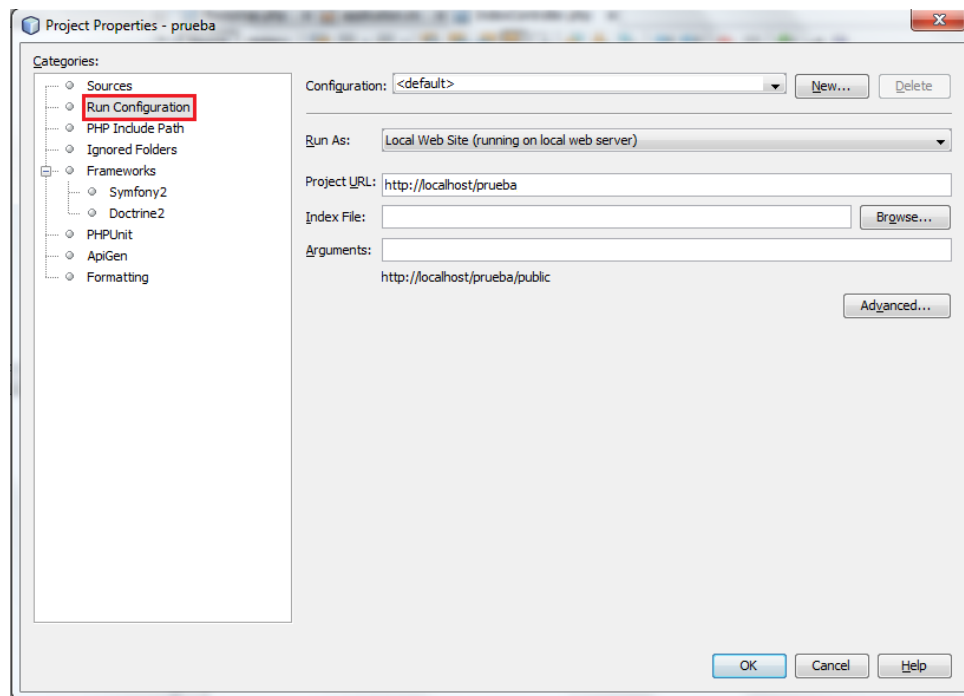 Project Properties - prueba
Categories:
Sources
Run Configuration
PHP Include Path
Ignored Folders
Frameworks
Symfony2
Doctrine2
PHPUnit
ApiGen
Formatting
Configuration: <default> New... Delete
Run As: Local Web Site (running on local web server)
Project URL: http://localhost/prueba
Index File: Browse...
Arguments:
http://localhost/prueba/public
Advanced...
OK Cancel Help